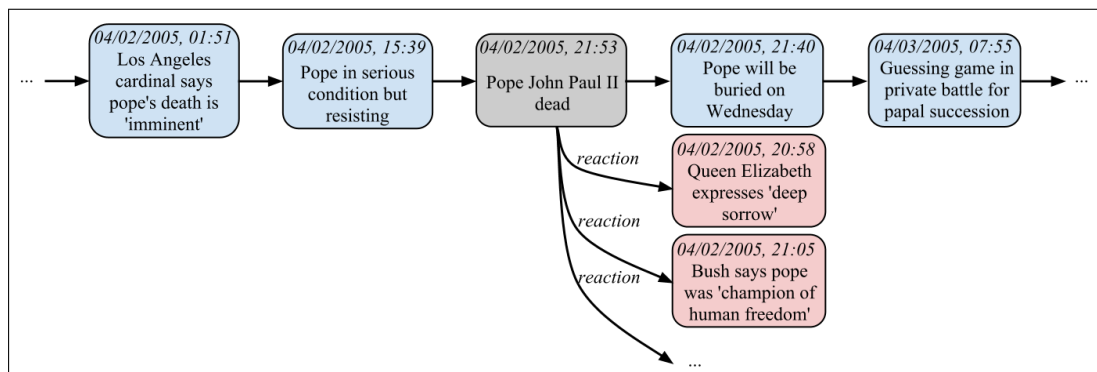 ...
04/02/2005, 01:51
Los Angeles
cardinal says
pope's death is
'imminent'
04/02/2005, 15:39
Pope in serious
condition but
resisting
04/02/2005, 21:53
Pope John Paul II
dead
04/02/2005, 21:40
Pope will be
buried on
Wednesday
04/03/2005, 07:55
Guessing game in
private battle for
papal succession
...
reaction
04/02/2005, 20:58
Queen Elizabeth
expresses 'deep
sorrow'
reaction
04/02/2005, 21:05
Bush says pope
was 'champion of
human freedom'
reaction
...